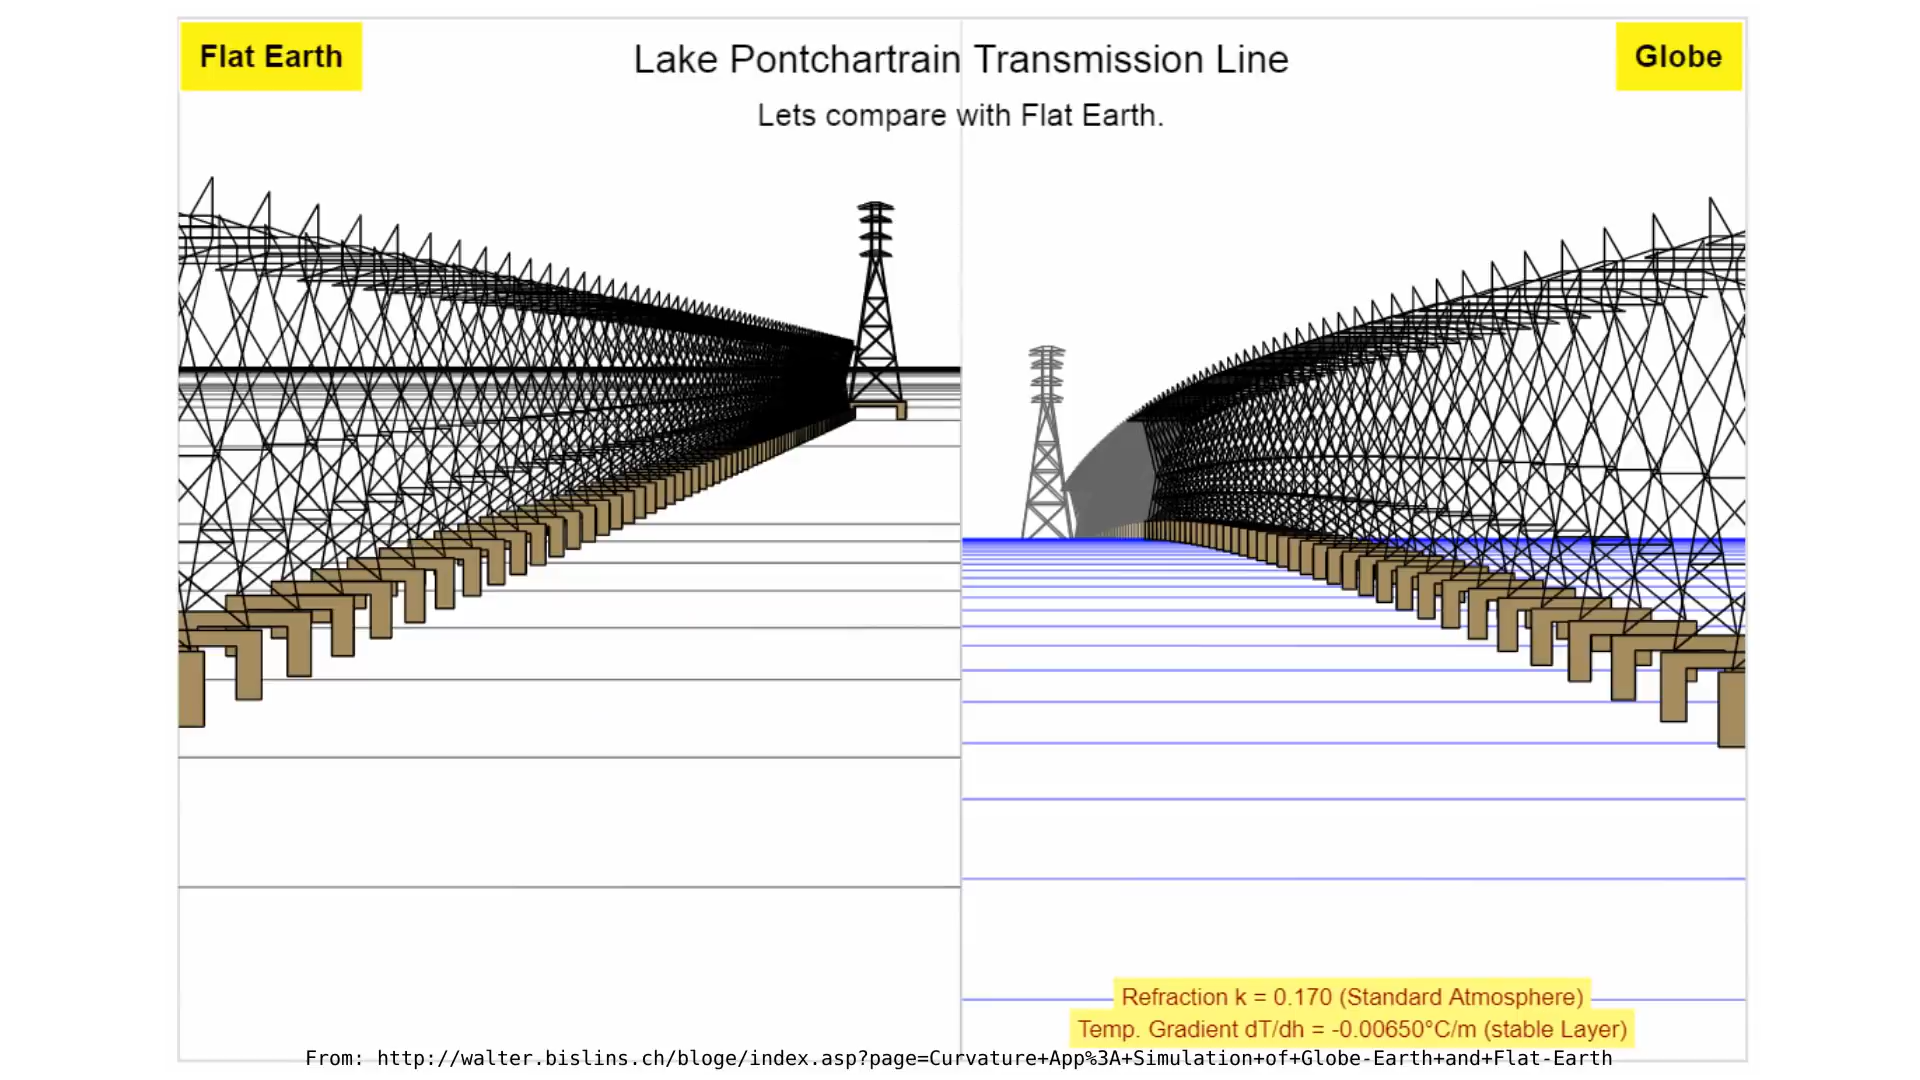 Flat Earth
Lake Pontchartrain Transmission Line
Globe
Lets compare with Flat Earth.
Refraction k = 0.170 (Standard Atmosphere)
Temp. Gradient dT/dh = -0.00650°C/m (stable Layer)
From: http://walter.bislins.ch/bloge/index.asp?page=Curvature+App%3A+Simulation+of+Globe-Earth+and+Flat-Earth